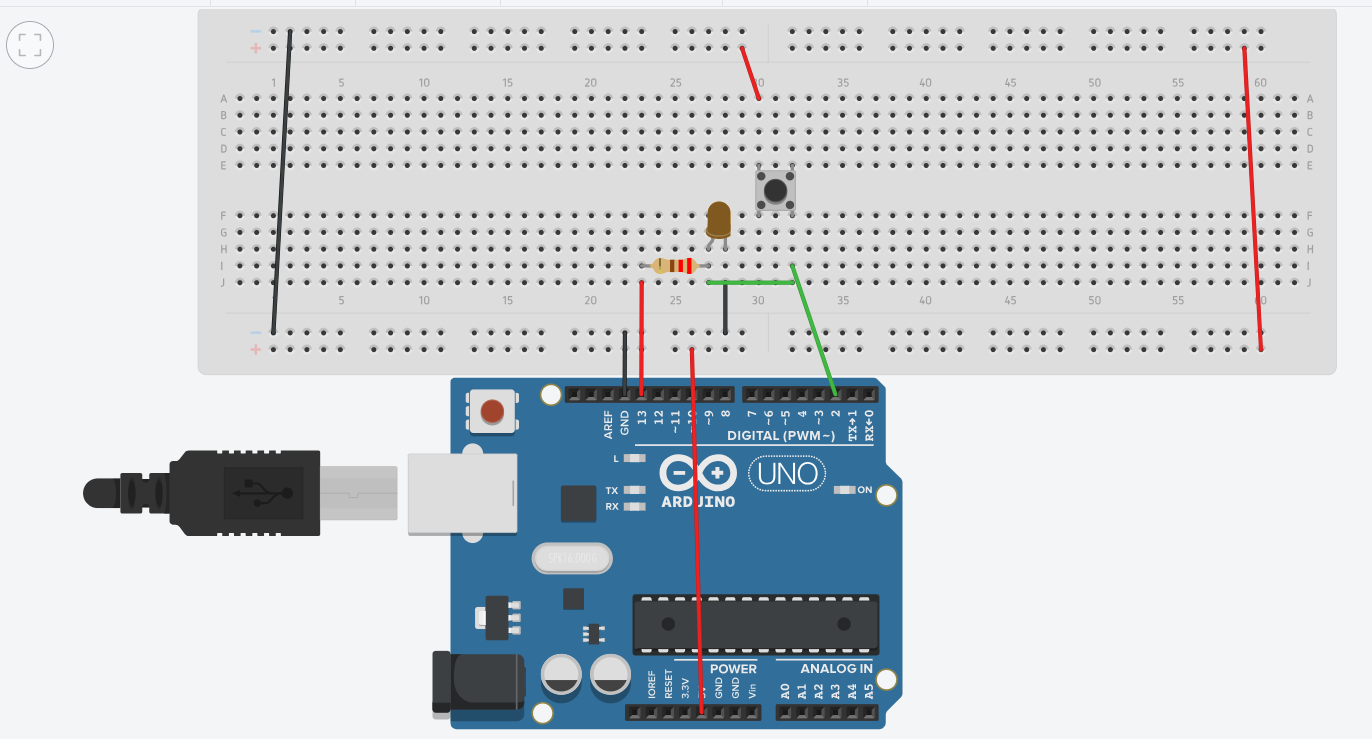 − −
+ +
1 5 10 15 20 25 30 35 40 45 50 55 60
A A
B B
C C
D D
E E
F F
G G
H H
I I
J J
5 10 15 20 25 30 35 40 45 50 55 60
−
+
AREF GND 13 12 ~11 ~10 ~9 8 7 ~6 ~5 4 ~3 2 TX→1 RX←0
DIGITAL (PWM ~)
L
TX
RX
− +
ARDUINO
UNO
ON
SPK16.000G
POWER ANALOG IN
IOREF RESET 3.3V GND GND Vin A0 A1 A2 A3 A4 A5